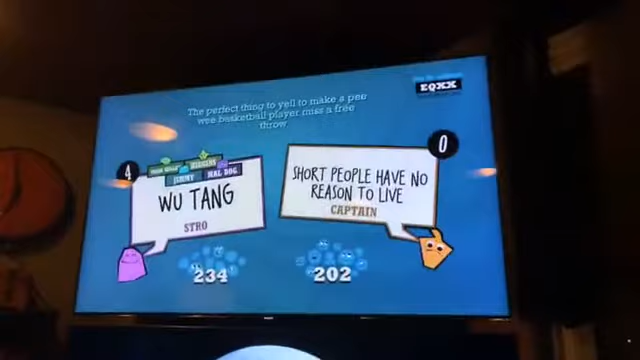 The perfect thing to yell to make a pee
wee basketball player miss a free
throw
EQXX
4
JIMMY
MAL DOG
WU TANG
STRO
234
0
SHORT PEOPLE HAVE NO
REASON TO LIVE
CAPTAIN
202